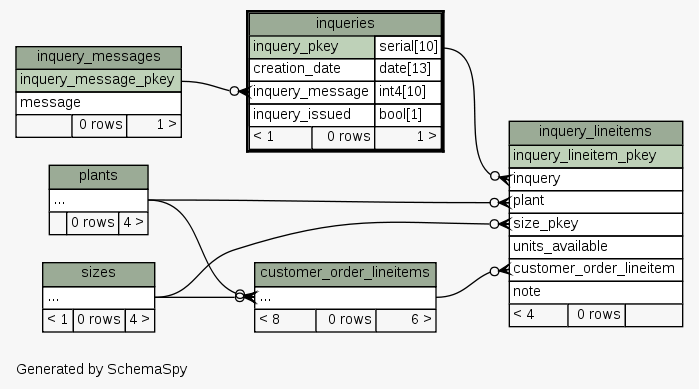 inqueries
inquery_pkey serial[10]
creation_date date[13]
inquery_message int4[10]
inquery_issued bool[1]
< 1 0 rows 1 >
inquery_messages
inquery_message_pkey
message
0 rows 1 >
inquery_lineitems
inquery_lineitem_pkey
inquery
plant
size_pkey
units_available
customer_order_lineitem
note
< 4 0 rows
plants
...
0 rows 4 >
sizes
...
< 1 0 rows 4 >
customer_order_lineitems
...
< 8 0 rows 6 >
Generated by SchemaSpy